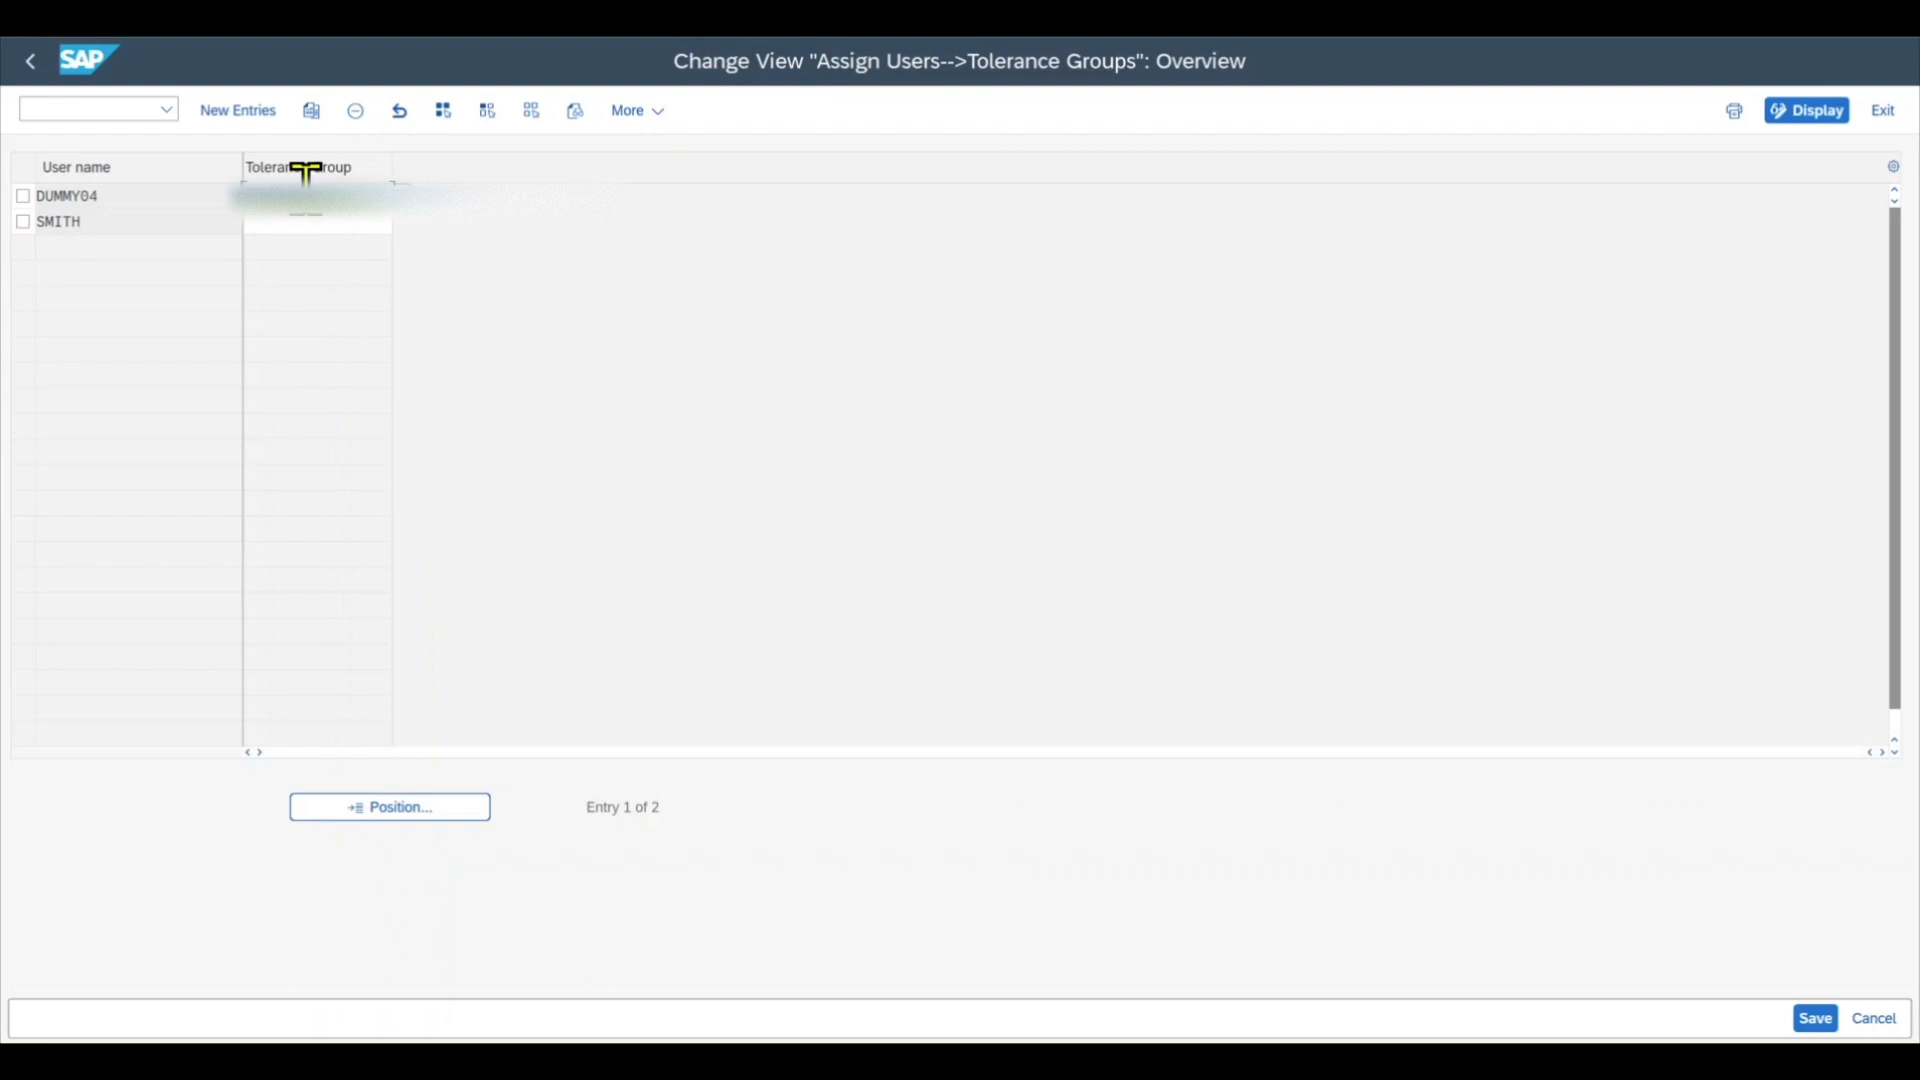 SAP
Change View "Assign Users-->Tolerance Groups": Overview
New Entries
More
Display
Exit
User name
DUMMY04
SMITH
Position...
Entry 1 of 2
Save
Cancel